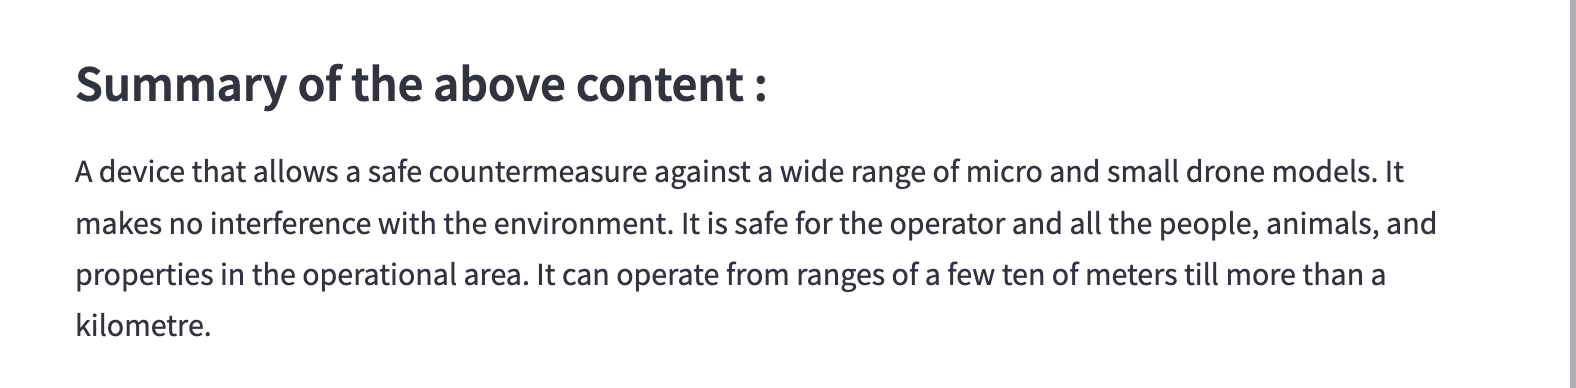 Summary of the above content :
A device that allows a safe countermeasure against a wide range of micro and small drone models. It
makes no interference with the environment. It is safe for the operator and all the people, animals, and
properties in the operational area. It can operate from ranges of a few ten of meters till more than a
kilometre.